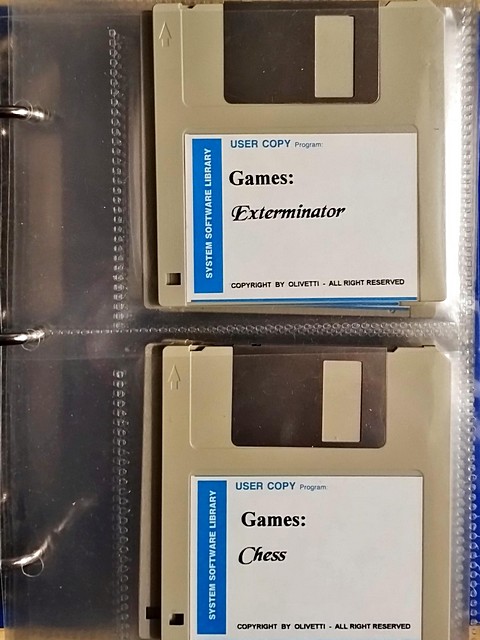 USER COPY Program:
SYSTEM SOFTWARE LIBRARY
Games:
Exterminator
COPYRIGHT BY OLIVETTI - ALL RIGHT RESERVED
USER COPY Program:
SYSTEM SOFTWARE LIBRARY
Games:
Chess
COPYRIGHT BY OLIVETTI - ALL RIGHT RESERVED